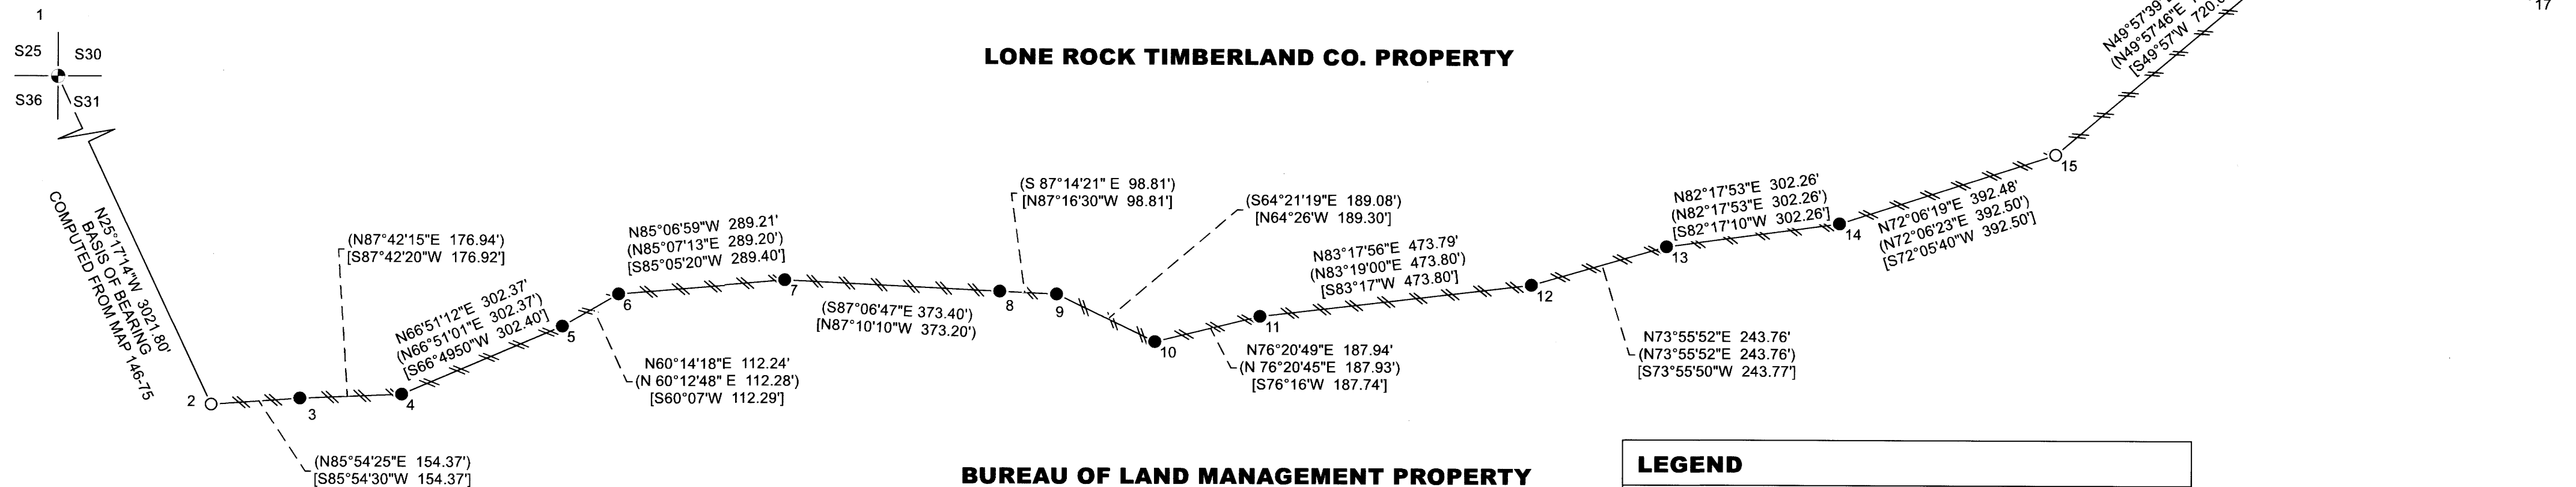 1
S25 S30
S36 S31
N25°17'14"W 3021.80'
BASIS OF BEARING
COMPUTED FROM MAP 146-75
LONE ROCK TIMBERLAND CO. PROPERTY
2
(N85°54'25"E 154.37')
[S85°54'30"W 154.37']
3
(N87°42'15"E 176.94')
[S87°42'20"W 176.92']
4
N66°51'12"E 302.37'
(N66°51'01"E 302.37')
[S66°4950"W 302.40']
5
N60°14'18"E 112.24'
(N 60°12'48" E 112.28')
[S60°07'W 112.29']
6
N85°06'59"W 289.21'
(N85°07'13"E 289.20')
[S85°05'20"W 289.40']
7
(S87°06'47"E 373.40')
[N87°10'10"W 373.20')
8
(S 87°14'21" E 98.81')
[N87°16'30"W 98.81']
9
(S64°21'19"E 189.08')
[N64°26'W 189.30']
10
N76°20'49"E 187.94'
(N 76°20'45"E 187.93')
[S76°16'W 187.74']
11
N83°17'56"E 473.79'
(N83°19'00"E 473.80')
[S83°17'W 473.80']
12
N73°55'52"E 243.76'
(N73°55'52"E 243.76')
[S73°55'50"W 243.77']
13
N82°17'53"E 302.26'
(N82°17'53"E 302.26')
[S82°17'10"W 302.26']
14
N72°06'19"E 392.48'
(N72°06'23"E 392.50')
[S72°05'40"W 392.50']
15
N49°57'39"
(N49°57'46"E
[S49°57'W 720.
17
BUREAU OF LAND MANAGEMENT PROPERTY
LEGEND